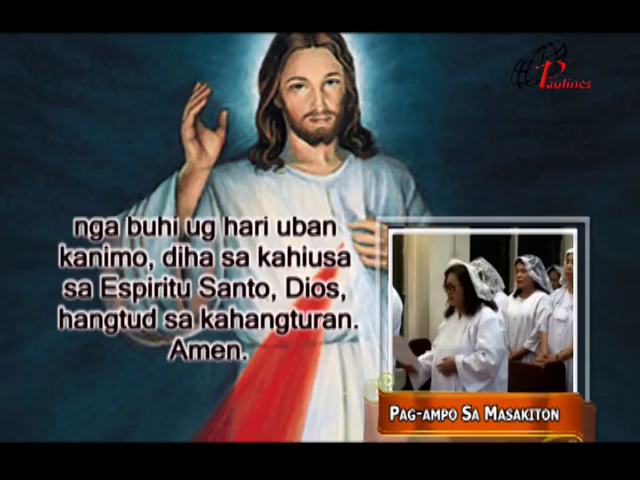 Paulines
nga buhi ug hari uban
kanimo, diha sa kahiusa
sa Espiritu Santo, Dios,
hangtud sa kahangturan.
Amen.
PAG-AMPO SA MASAKITON